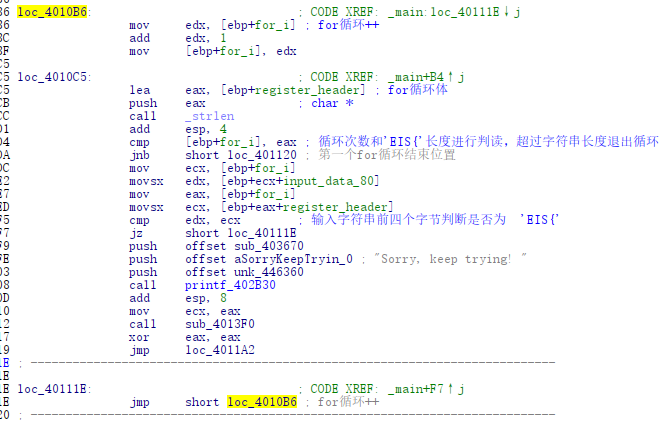 B6 loc_4010B6: ; CODE XREF: _main:loc_40111E↓j
B6 mov edx, [ebp+for_i] ; for循环++
BC add edx, 1
BF mov [ebp+for_i], edx
C5
C5 loc_4010C5: ; CODE XREF: _main+B4↑j
C5 lea eax, [ebp+register_header] ; for循环体
CB push eax ; char *
CC call _strlen
D1 add esp, 4
D4 cmp [ebp+for_i], eax ; 循环次数和'EIS{'长度进行判读，超过字符串长度退出循环
DA jnb short loc_401120 ; 第一个for循环结束位置
DC mov ecx, [ebp+for_i]
E2 movsx edx, [ebp+ecx+input_data_80]
E7 mov eax, [ebp+for_i]
ED movsx ecx, [ebp+eax+register_header]
F5 cmp edx, ecx ; 输入字符串前四个字节判断是否为 'EIS{'
F7 jz short loc_40111E
F9 push offset sub_403670
FE push offset aSorryKeepTryin_0 ; "Sorry, keep trying! "
03 push offset unk_446360
08 call printf_402B30
0D add esp, 8
10 mov ecx, eax
12 call sub_4013F0
17 xor eax, eax
19 jmp loc_4011A2
1E ; ---------------------------------------------------------------------------
1E
1E loc_40111E: ; CODE XREF: _main+F7↑j
1E jmp short loc_4010B6 ; for循环++
20 ; ---------------------------------------------------------------------------